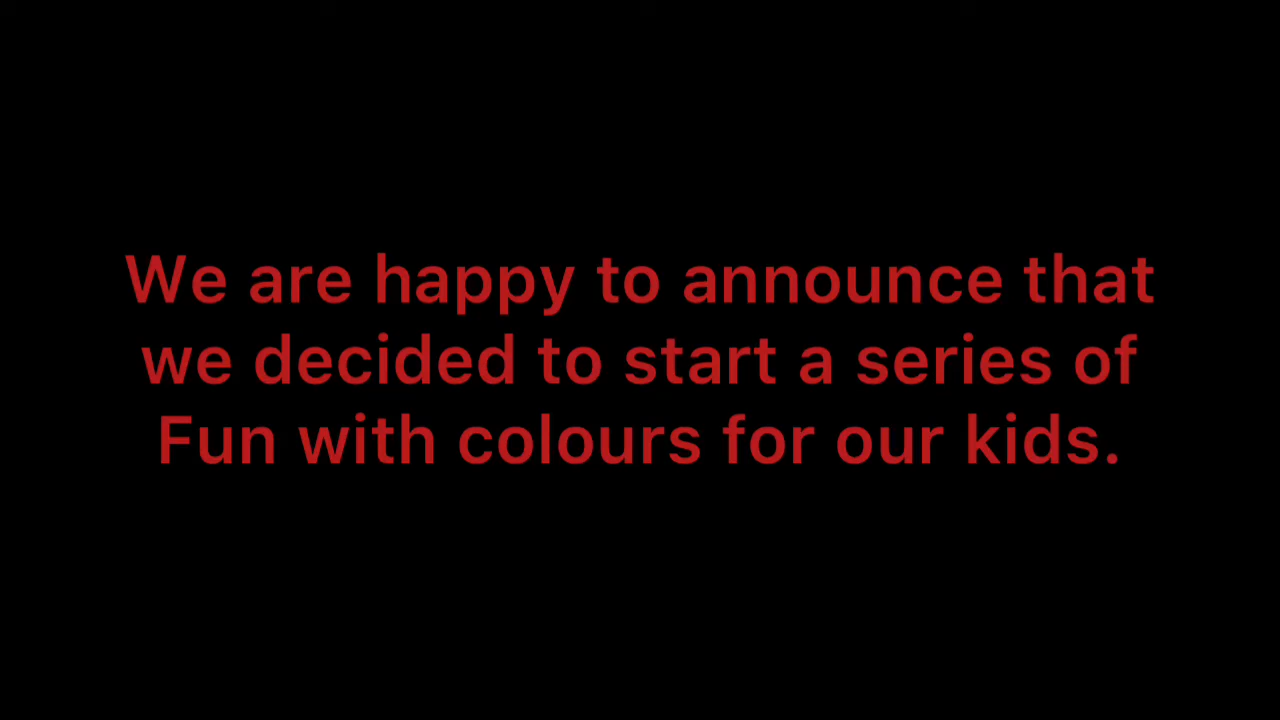 We are happy to announce that
we decided to start a series of
Fun with colours for our kids.